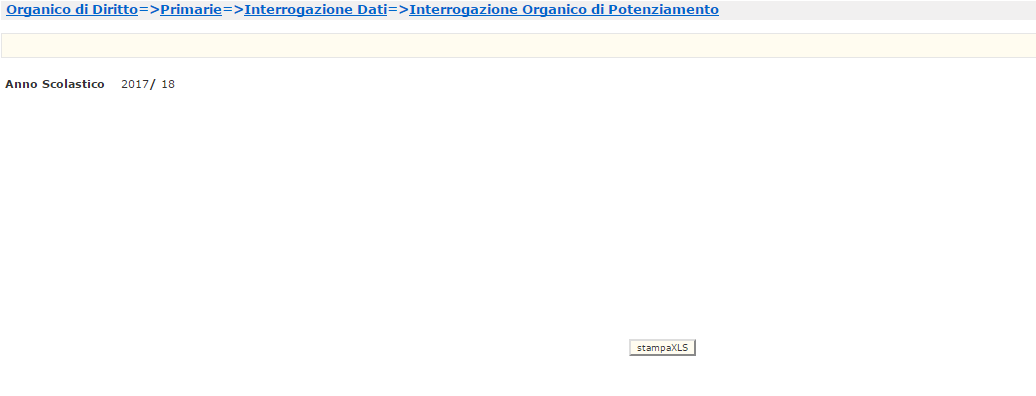 Organico di Diritto=>Primarie=>Interrogazione Dati=>Interrogazione Organico di Potenziamento
Anno Scolastico 2017/ 18
stampaXLS